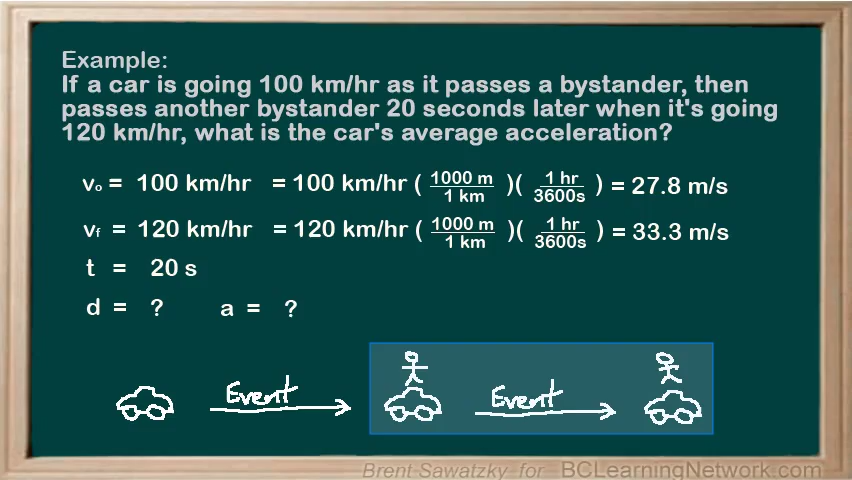 Example:
If a car is going 100 km/hr as it passes a bystander, then
passes another bystander 20 seconds later when it's going
120 km/hr, what is the car's average acceleration?
v₀ = 100 km/hr = 100 km/hr ( 1000 m / 1 km )( 1 hr / 3600s ) = 27.8 m/s
vf = 120 km/hr = 120 km/hr ( 1000 m / 1 km )( 1 hr / 3600s ) = 33.3 m/s
t = 20 s
d = ? a = ?
Event Event
Brent Sawatzky for BCLearningNetwork.com